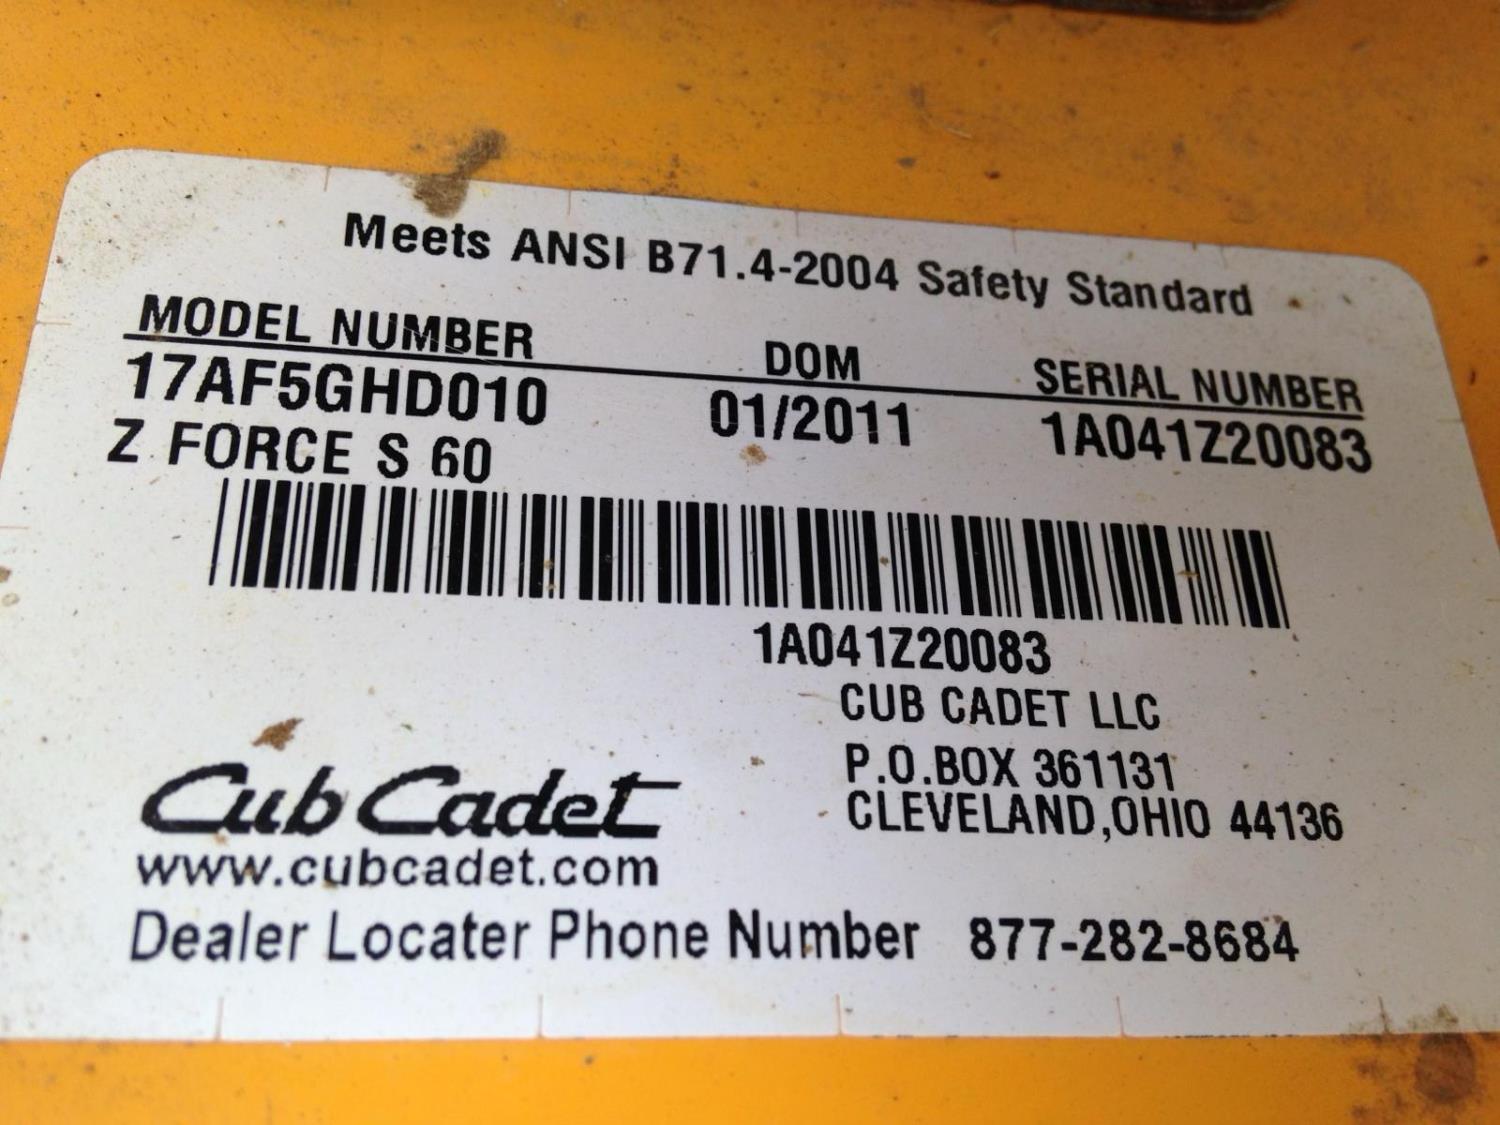 Meets ANSI B71.4-2004 Safety Standard
MODEL NUMBER DOM SERIAL NUMBER
17AF5GHD010 01/2011 1A041Z20083
Z FORCE S 60
1A041Z20083
CUB CADET LLC
P.O.BOX 361131
CLEVELAND,OHIO 44136
Cub Cadet
www.cubcadet.com
Dealer Locater Phone Number 877-282-8684